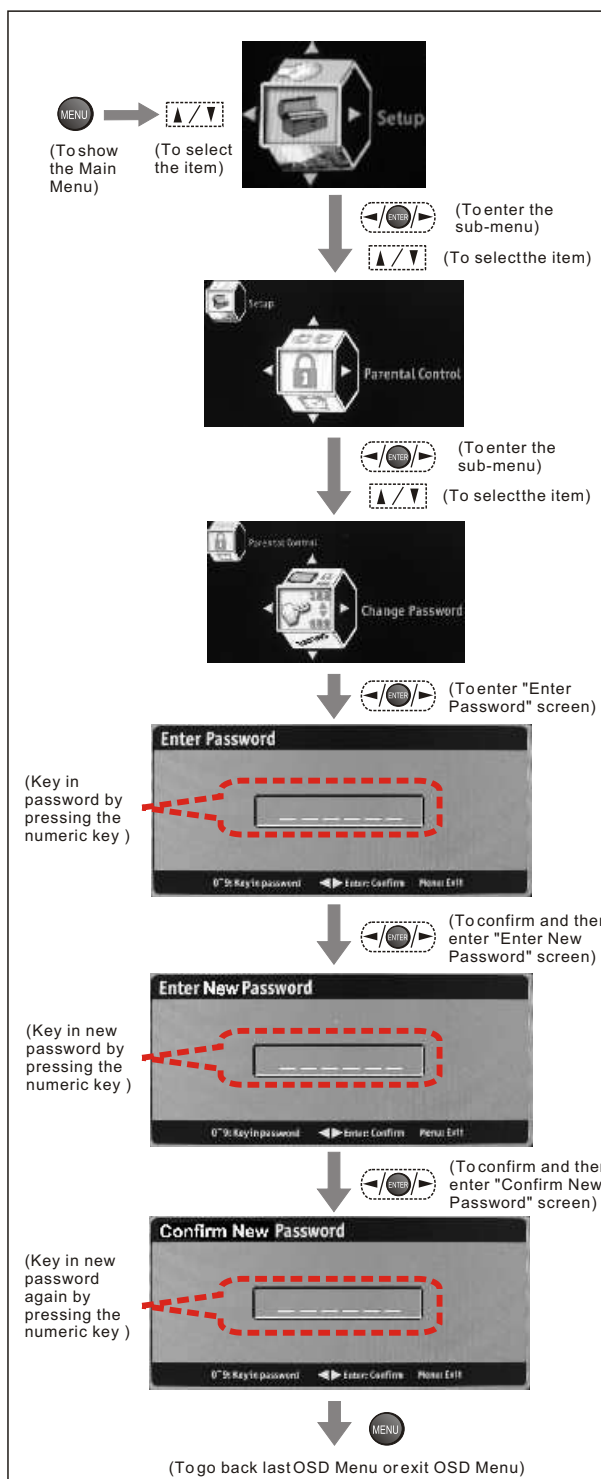 MENU
(To show
the Main
Menu)
(To select
the item)
Setup
ENTER
(To enter the
sub-menu)
(To select the item)
Setup
Parental Control
ENTER
(To enter the
sub-menu)
(To select the item)
Parental Control
Change Password
ENTER
(To enter "Enter
Password" screen)
Enter Password
(Key in
password by
pressing the
numeric key )
0~9: Key in password Enter: Confirm Menu: Exit
ENTER
(To confirm and then
enter "Enter New
Password" screen)
Enter New Password
(Key in new
password by
pressing the
numeric key )
0~9: Key in password Enter: Confirm Menu: Exit
ENTER
(To confirm and then
enter "Confirm New
Password" screen)
Confirm New Password
(Key in new
password
again by
pressing the
numeric key )
0~9: Key in password Enter: Confirm Menu: Exit
MENU
(To go back last OSD Menu or exit OSD Menu)